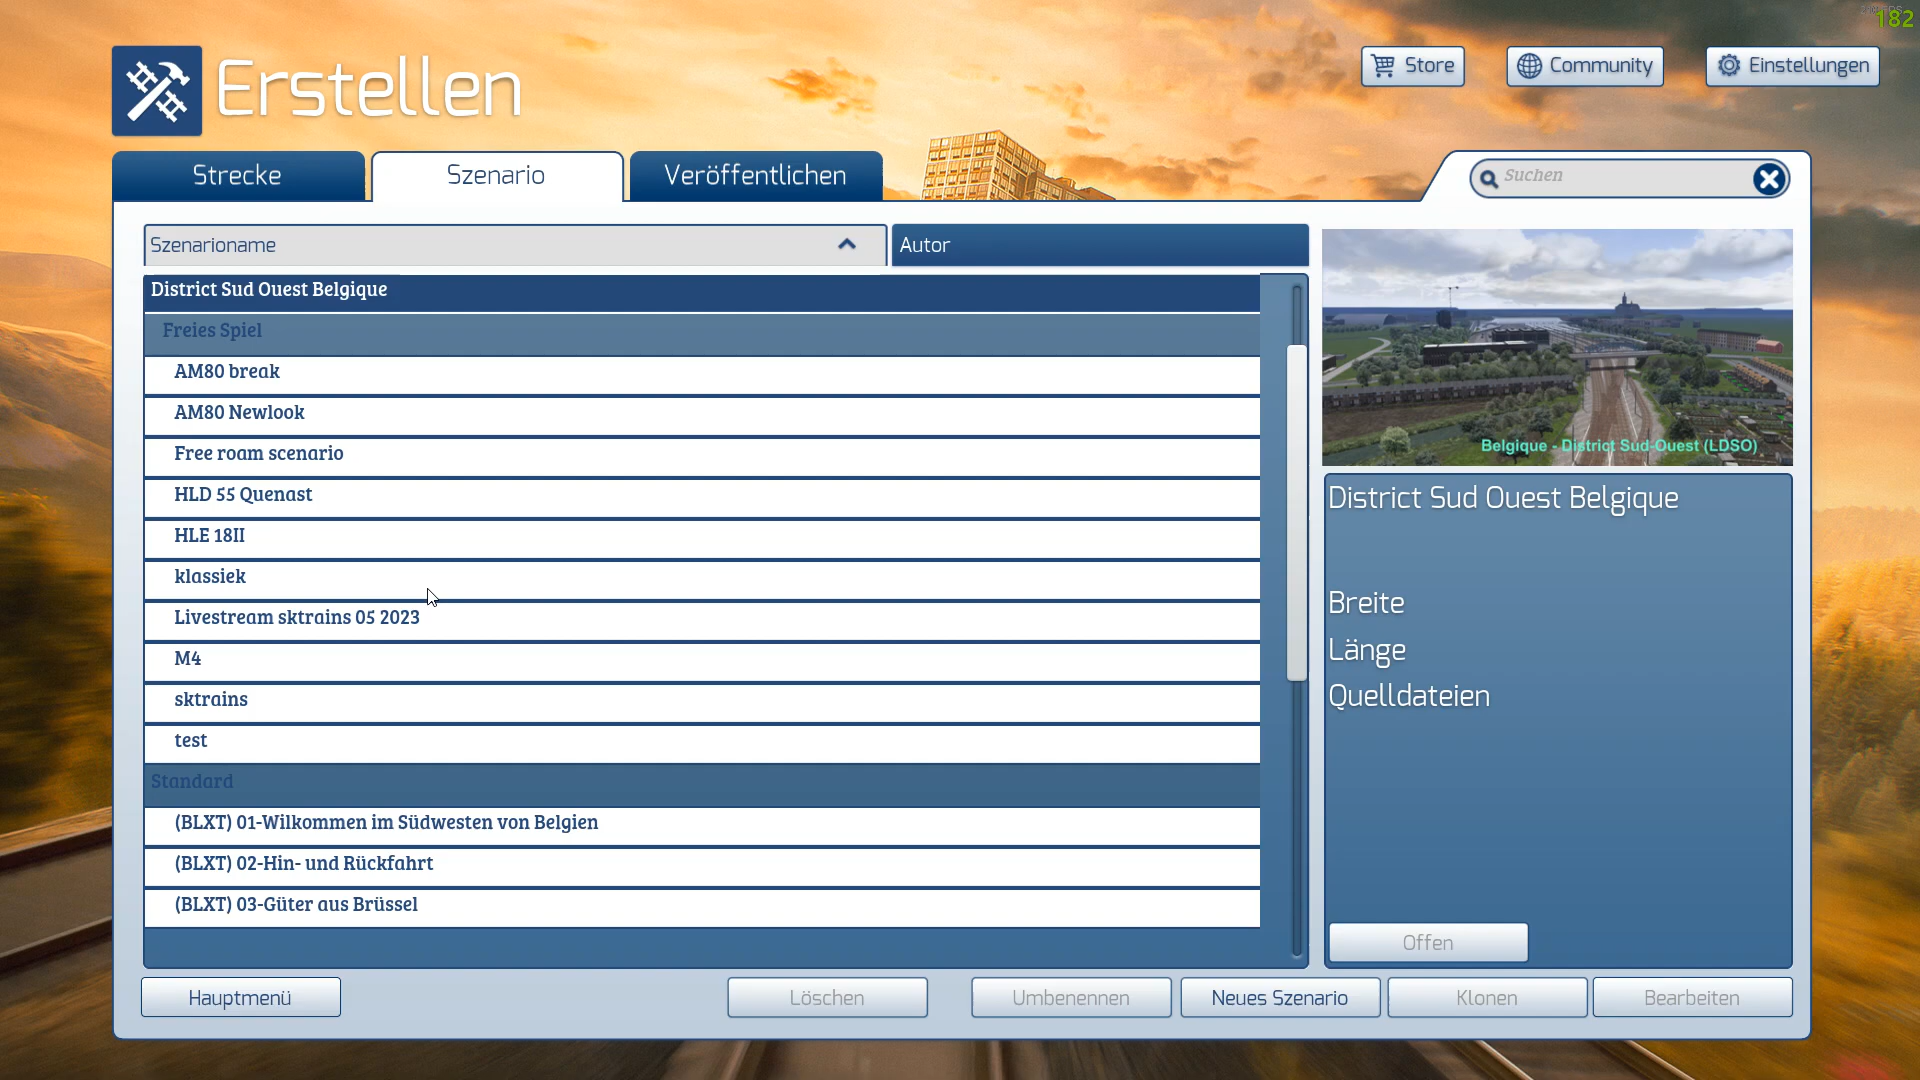 182
Erstellen
Store
Community
Einstellungen
Strecke
Szenario
Veröffentlichen
Suchen
Szenarioname
Autor
District Sud Ouest Belgique
Freies Spiel
AM80 break
AM80 Newlook
Free roam scenario
HLD 55 Quenast
HLE 18II
klassiek
Livestream sktrains 05 2023
M4
sktrains
test
Standard
(BLXT) 01-Wilkommen im Südwesten von Belgien
(BLXT) 02-Hin- und Rückfahrt
(BLXT) 03-Güter aus Brüssel
Belgique - District Sud-Ouest (LDSO)
District Sud Ouest Belgique
Breite
Länge
Quelldateien
Offen
Hauptmenü
Löschen
Umbenennen
Neues Szenario
Klonen
Bearbeiten